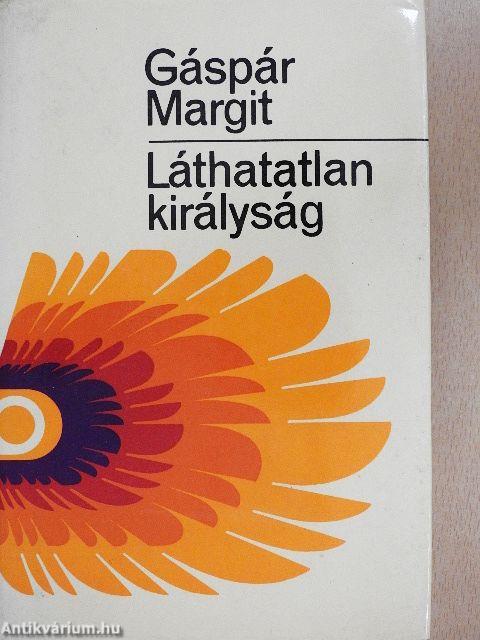 Gáspár
Margit
Láthatatlan
királyság
Antikvárium.hu